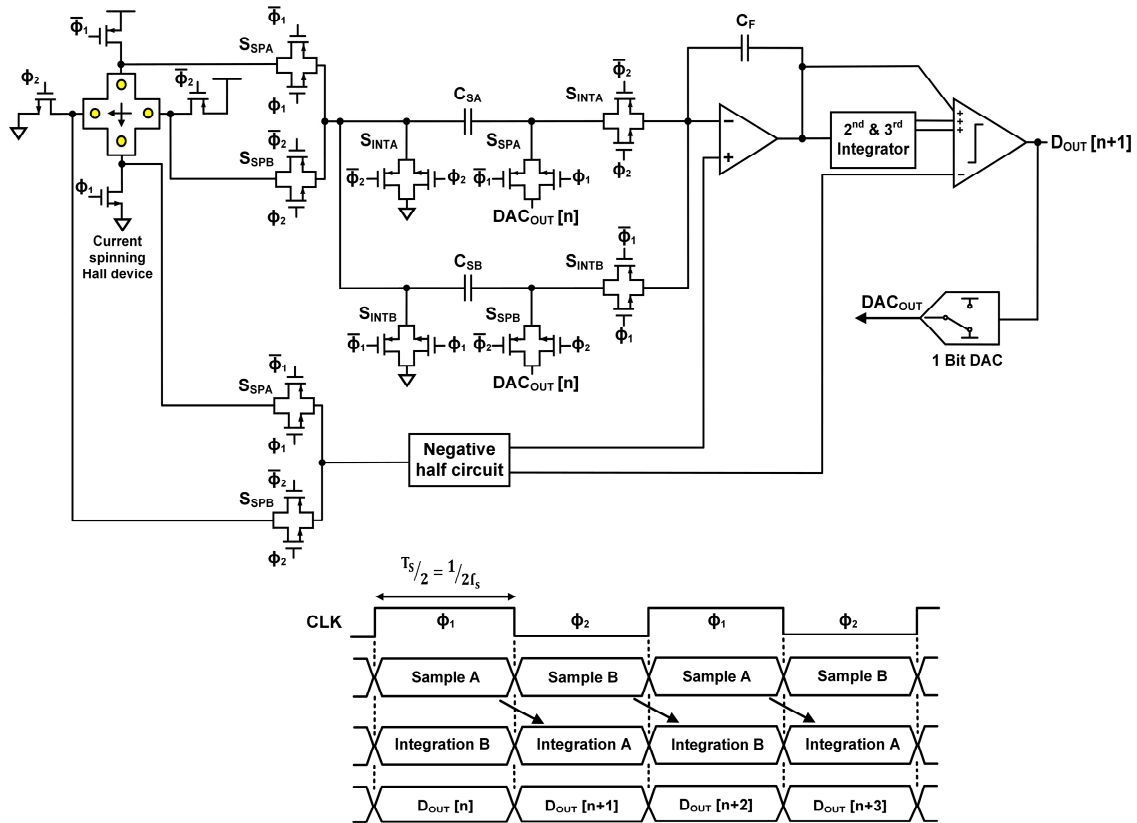 Φ̅₁
S_SPA
Φ̅₁
Φ₁
Φ₂
Φ̅₂
Φ₁
Current
spinning
Hall device
S_SPB
Φ̅₂
Φ₂
C_SA
S_INTA
Φ̅₂ Φ₂
S_SPA
Φ̅₁ Φ₁
DAC_OUT [n]
S_INTA
Φ̅₂
Φ₂
C_F
−
+
2nd & 3rd
Integrator
+
+
+
−
D_OUT [n+1]
C_SB
S_INTB
Φ̅₁ Φ₁
S_SPB
Φ̅₂ Φ₂
DAC_OUT [n]
S_INTB
Φ̅₁
Φ₁
DAC_OUT
1 Bit DAC
S_SPA
Φ̅₁
Φ₁
S_SPB
Φ̅₂
Φ₂
Negative
half circuit
T_S/2 = 1/2f_s
CLK Φ₁ Φ₂ Φ₁ Φ₂
Sample A Sample B Sample A Sample B
Integration B Integration A Integration B Integration A
D_OUT [n] D_OUT [n+1] D_OUT [n+2] D_OUT [n+3]